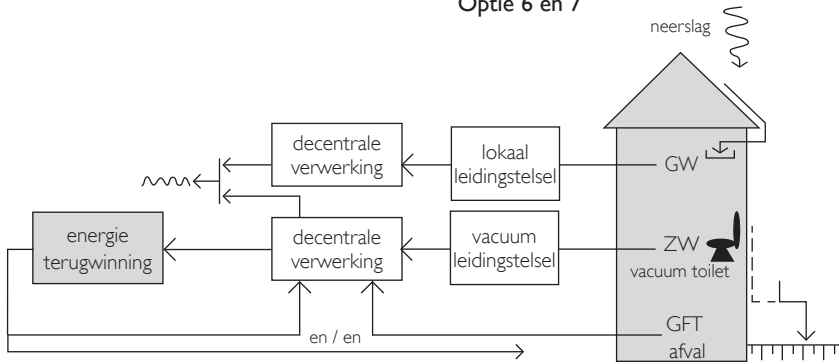 Optie 6 en 7
neerslag
decentrale
verwerking
lokaal
leidingstelsel
GW
energie
terugwinning
decentrale
verwerking
vacuum
leidingstelsel
ZW
vacuum toilet
en / en
GFT
afval